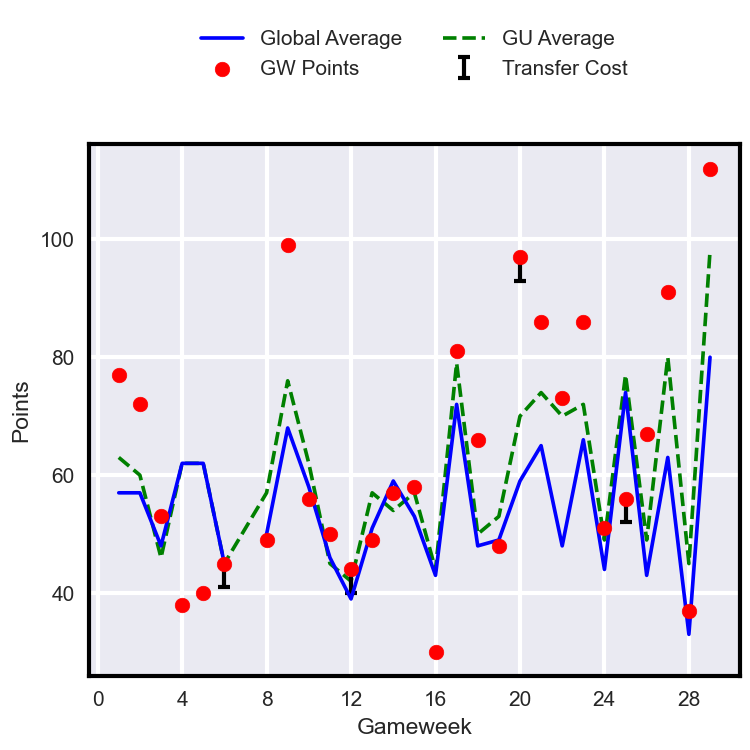 Global Average
GU Average
GW Points
Transfer Cost
100
80
60
40
Points
0 4 8 12 16 20 24 28
Gameweek